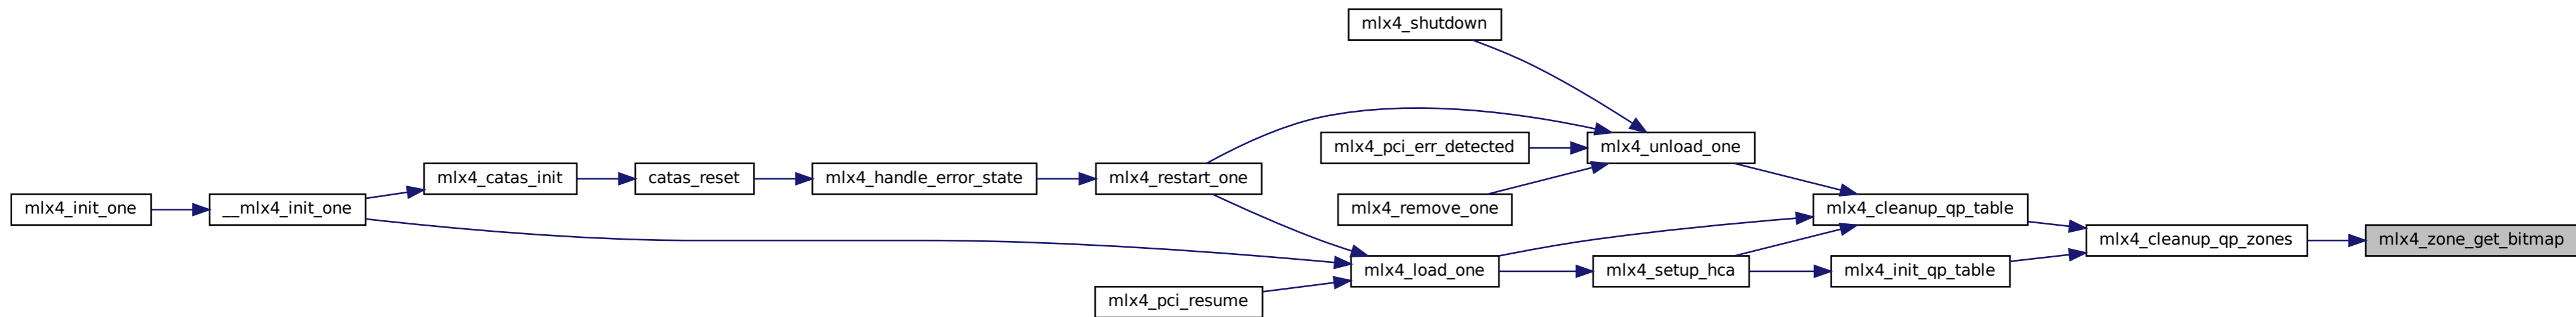 mlx4_shutdown
mlx4_pci_err_detected
mlx4_unload_one
mlx4_catas_init
catas_reset
mlx4_handle_error_state
mlx4_restart_one
mlx4_init_one
__mlx4_init_one
mlx4_remove_one
mlx4_cleanup_qp_table
mlx4_cleanup_qp_zones
mlx4_zone_get_bitmap
mlx4_load_one
mlx4_setup_hca
mlx4_init_qp_table
mlx4_pci_resume